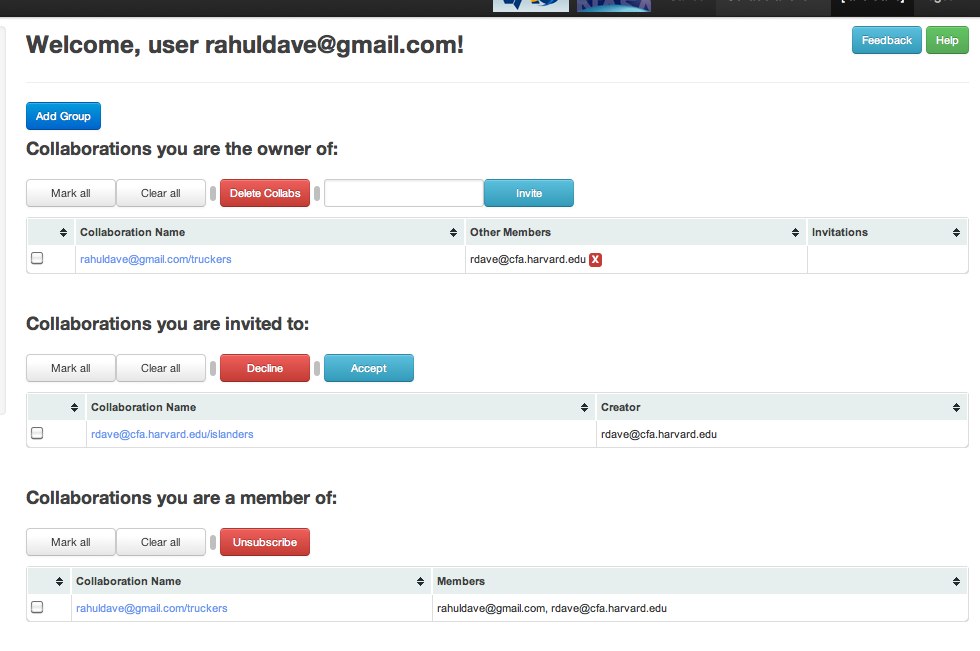 NASA
Welcome, user rahuldave@gmail.com!
Feedback Help
Add Group
Collaborations you are the owner of:
Mark all Clear all Delete Collabs Invite
Collaboration Name Other Members Invitations
rahuldave@gmail.com/truckers rdave@cfa.harvard.edu X
Collaborations you are invited to:
Mark all Clear all Decline Accept
Collaboration Name Creator
rdave@cfa.harvard.edu/islanders rdave@cfa.harvard.edu
Collaborations you are a member of:
Mark all Clear all Unsubscribe
Collaboration Name Members
rahuldave@gmail.com/truckers rahuldave@gmail.com, rdave@cfa.harvard.edu